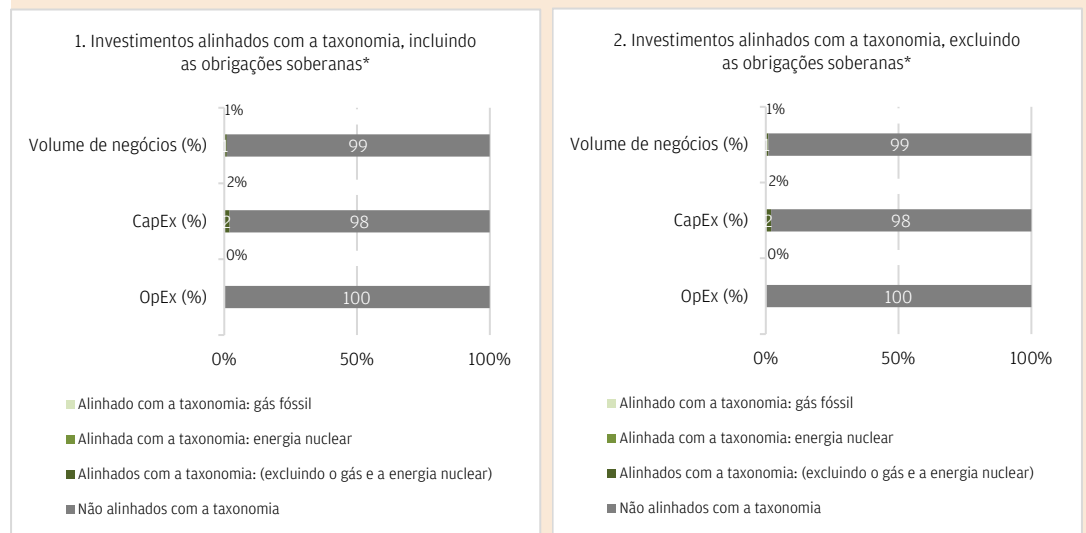 1. Investimentos alinhados com a taxonomia, incluindo
as obrigações soberanas*
1%
Volume de negócios (%)
1
99
2%
CapEx (%)
2
98
0%
OpEx (%)
100
0%
50%
100%
Alinhado com a taxonomia: gás fóssil
Alinhada com a taxonomia: energia nuclear
Alinhados com a taxonomia: (excluindo o gás e a energia nuclear)
Não alinhados com a taxonomia
2. Investimentos alinhados com a taxonomia, excluindo
as obrigações soberanas*
1%
Volume de negócios (%)
1
99
2%
CapEx (%)
2
98
0%
OpEx (%)
100
0%
50%
100%
Alinhado com a taxonomia: gás fóssil
Alinhada com a taxonomia: energia nuclear
Alinhados com a taxonomia: (excluindo o gás e a energia nuclear)
Não alinhados com a taxonomia